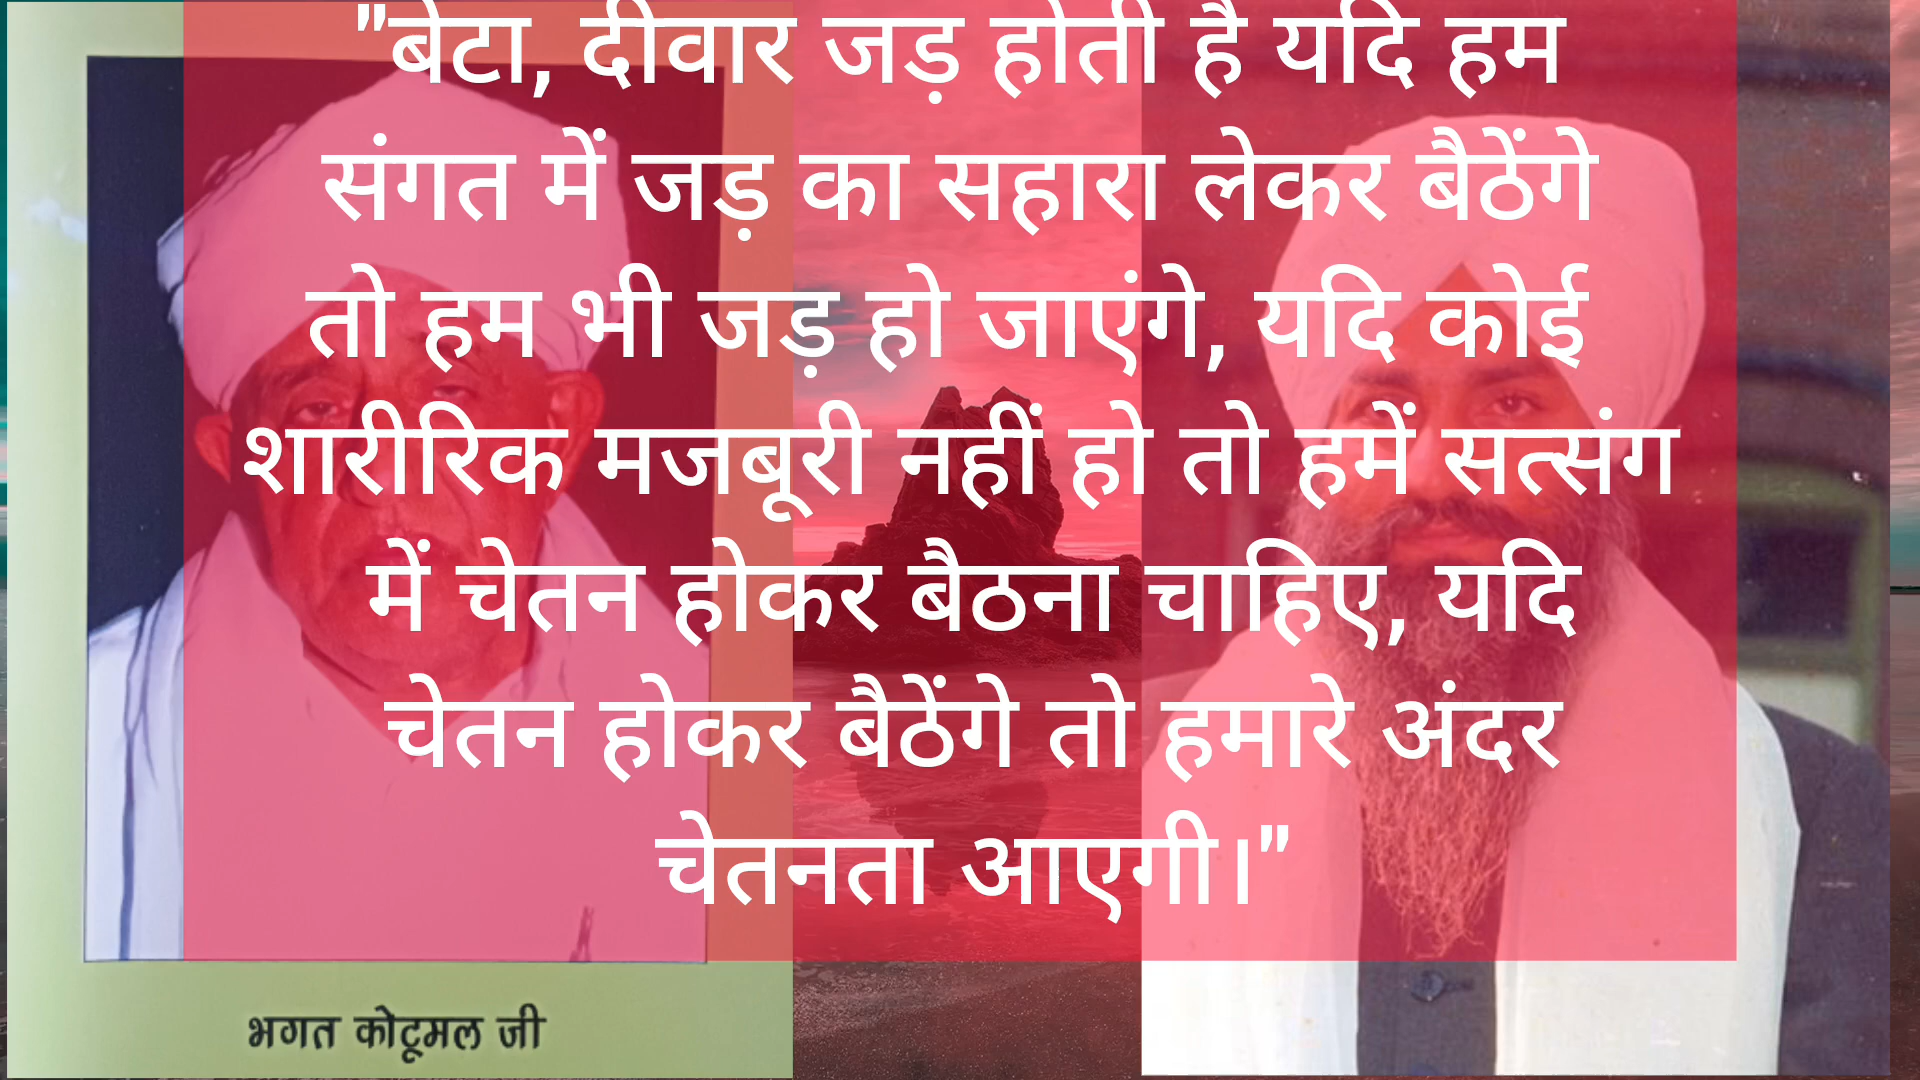 "बेटा, दीवार जड़ होती है यदि हम
संगत में जड़ का सहारा लेकर बैठेंगे
तो हम भी जड़ हो जाएंगे, यदि कोई
शारीरिक मजबूरी नहीं हो तो हमें सत्संग
में चेतन होकर बैठना चाहिए, यदि
चेतन होकर बैठेंगे तो हमारे अंदर
चेतनता आएगी।"
भगत कोटूमल जी